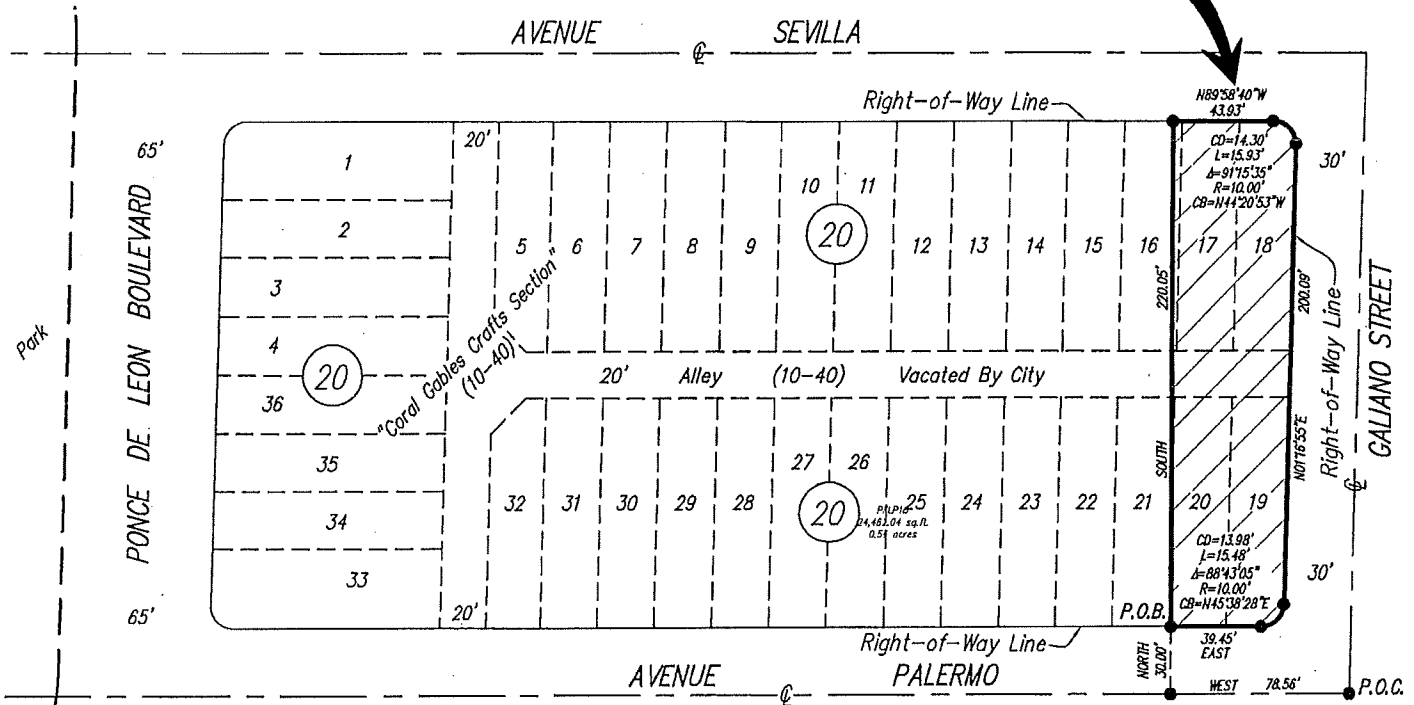 AVENUE SEVILLA
℄
N89°58'40"W
43.93'
Right-of-Way Line
65'
20'
CD=14.30'
L=15.93'
Δ=91°15'35"
R=10.00'
CB=N44°20'53"W
30'
1
2
3
4
20
36
35
34
33
10 11
20
5 6 7 8 9 12 13 14 15 16 17 18
Park
PONCE DE LEON BOULEVARD
"Coral Gables Crafts Section"
(10-40)
220.05'
SOUTH
200.09'
N01°16'55"E
Right-of-Way Line
GALIANO STREET
℄
20' Alley (10-40) Vacated By City
27 26
20
32 31 30 29 28 25 24 23 22 21 20 19
sq.ft.
acres
CD=13.98'
L=15.48'
Δ=88°43'05"
R=10.00'
CB=N45°38'28"E
30'
65'
20'
P.O.B.
Right-of-Way Line
39.45'
EAST
NORTH
30.00'
AVENUE PALERMO
℄
WEST 78.56'
P.O.C.